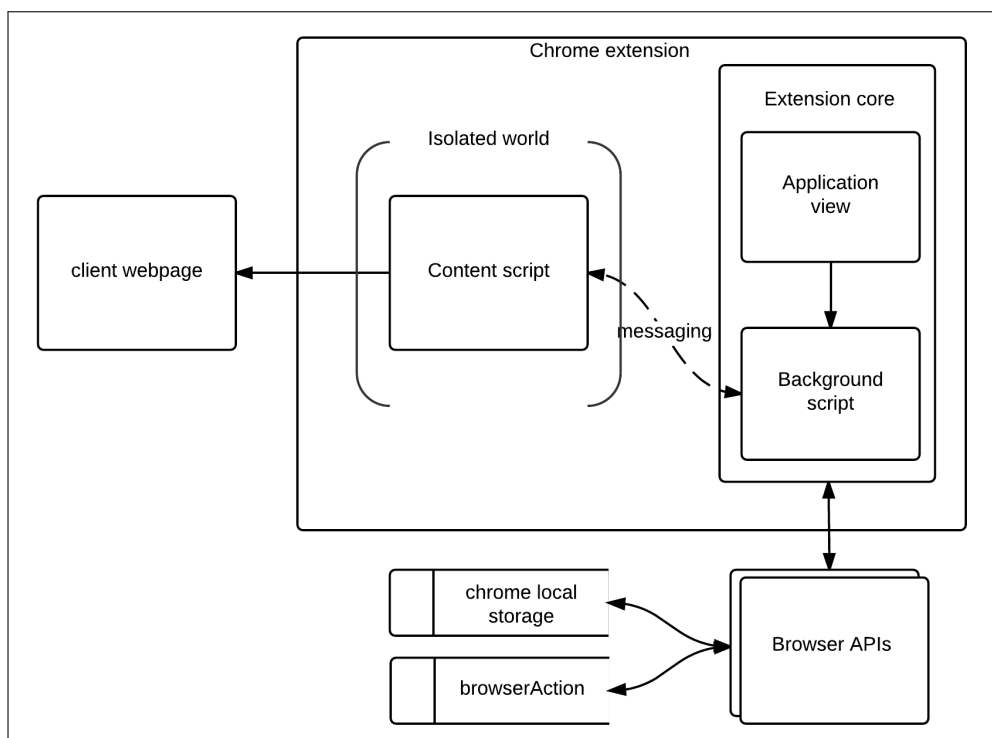 Chrome extension
Extension core
Isolated world
Application
view
client webpage
Content script
messaging
Background
script
chrome local
storage
Browser APIs
browserAction